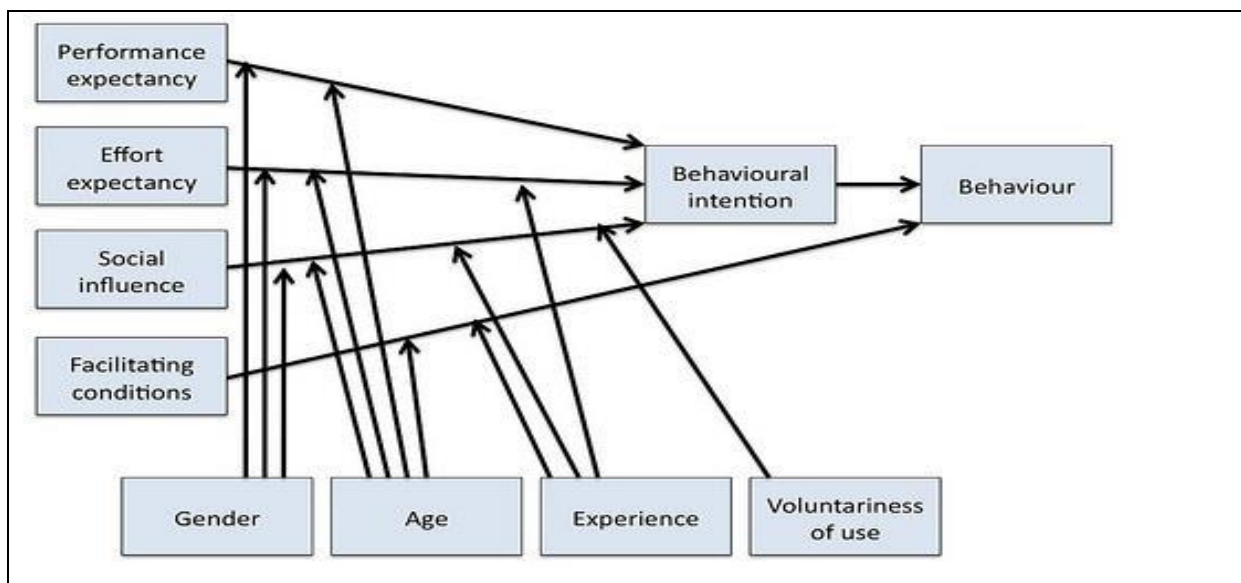 Performance
expectancy
Effort
expectancy
Social
influence
Facilitating
conditions
Behavioural
intention
Behaviour
Gender
Age
Experience
Voluntariness
of use